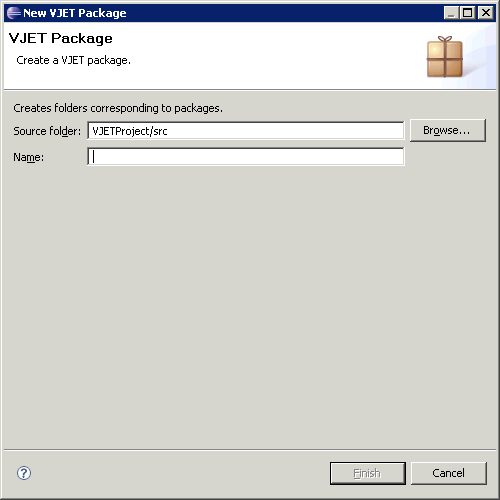 New VJET Package
VJET Package
Create a VJET package.
Creates folders corresponding to packages.
Source folder: VJETProject/src Browse...
Name:
? Finish Cancel